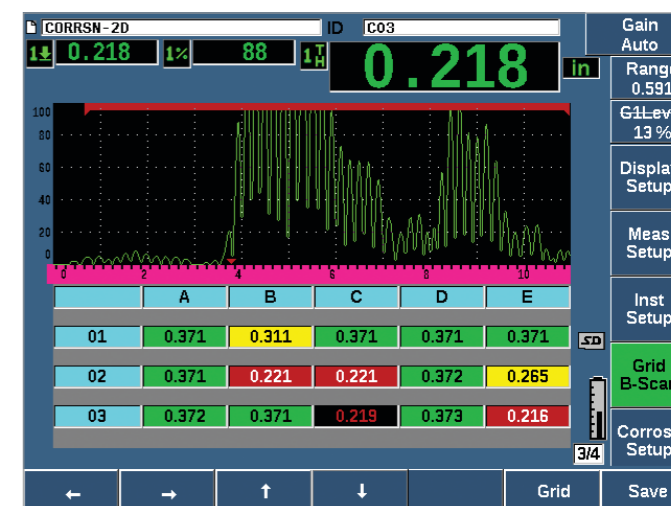 CORRSN-2D ID C03
1 0.218 1% 88 1TH 0.218 in
Gain
Auto
Range
0.591
G1Lev
13 %
Display
Setup
Meas
Setup
Inst
Setup
Grid
B-Scan
Corros
Setup
Save
100
80
60
40
20
0
0 2 4 6 8 10
A B C D E
01 0.371 0.311 0.371 0.371 0.371
SD
02 0.371 0.221 0.221 0.372 0.265
03 0.372 0.371 0.219 0.373 0.216
3/4
← → ↑ ↓ Grid